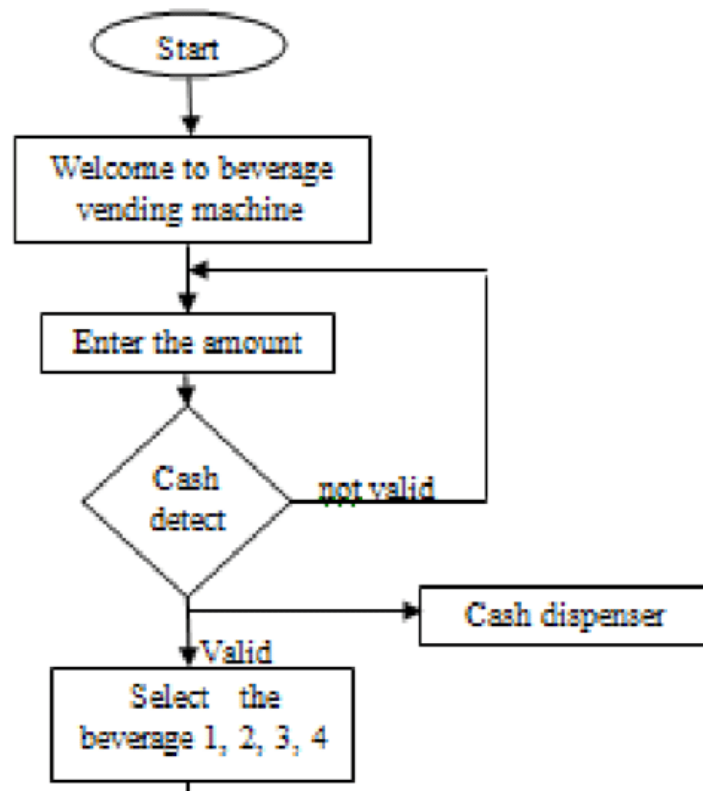 Start
Welcome to beverage
vending machine
Enter the amount
Cash
detect
not valid
Cash dispenser
Valid
Select the
beverage 1, 2, 3, 4